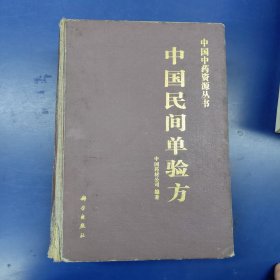 中国中药资源丛书
中国民间单验方
中国药材公司 编著
科学出版社